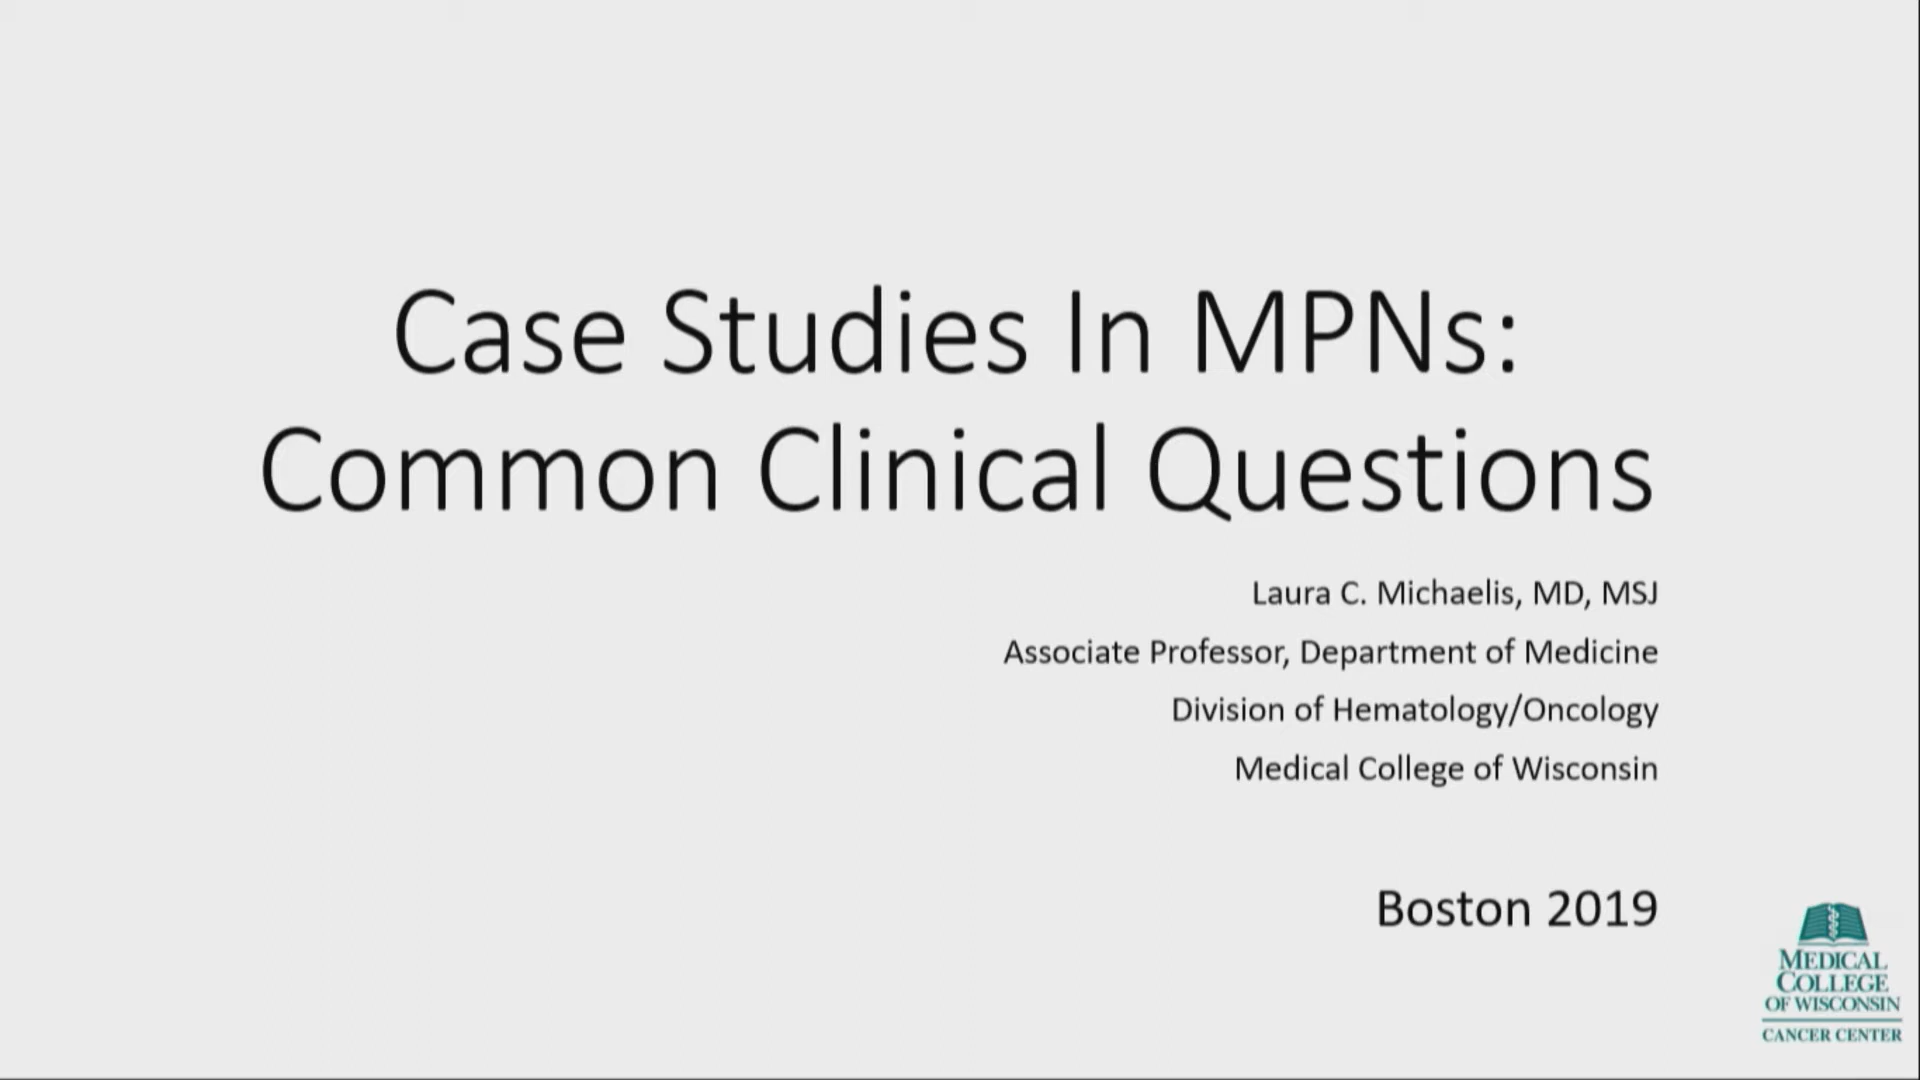 Case Studies In MPNs:
Common Clinical Questions
Laura C. Michaelis, MD, MSJ
Associate Professor, Department of Medicine
Division of Hematology/Oncology
Medical College of Wisconsin
Boston 2019
MEDICAL
COLLEGE
OF WISCONSIN
CANCER CENTER